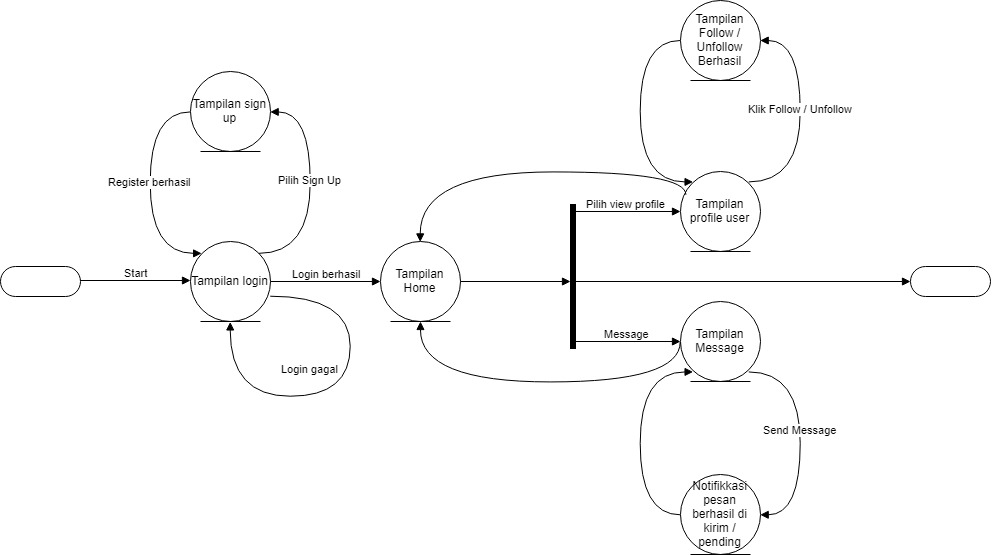 Tampilan
Follow /
Unfollow
Berhasil
Klik Follow / Unfollow
Tampilan sign
up
Register berhasil
Pilih Sign Up
Pilih view profile
Tampilan
profile user
Start
Tampilan login
Login berhasil
Tampilan
Home
Login gagal
Message
Tampilan
Message
Send Message
Notifikkasi
pesan
berhasil di
kirim /
pending